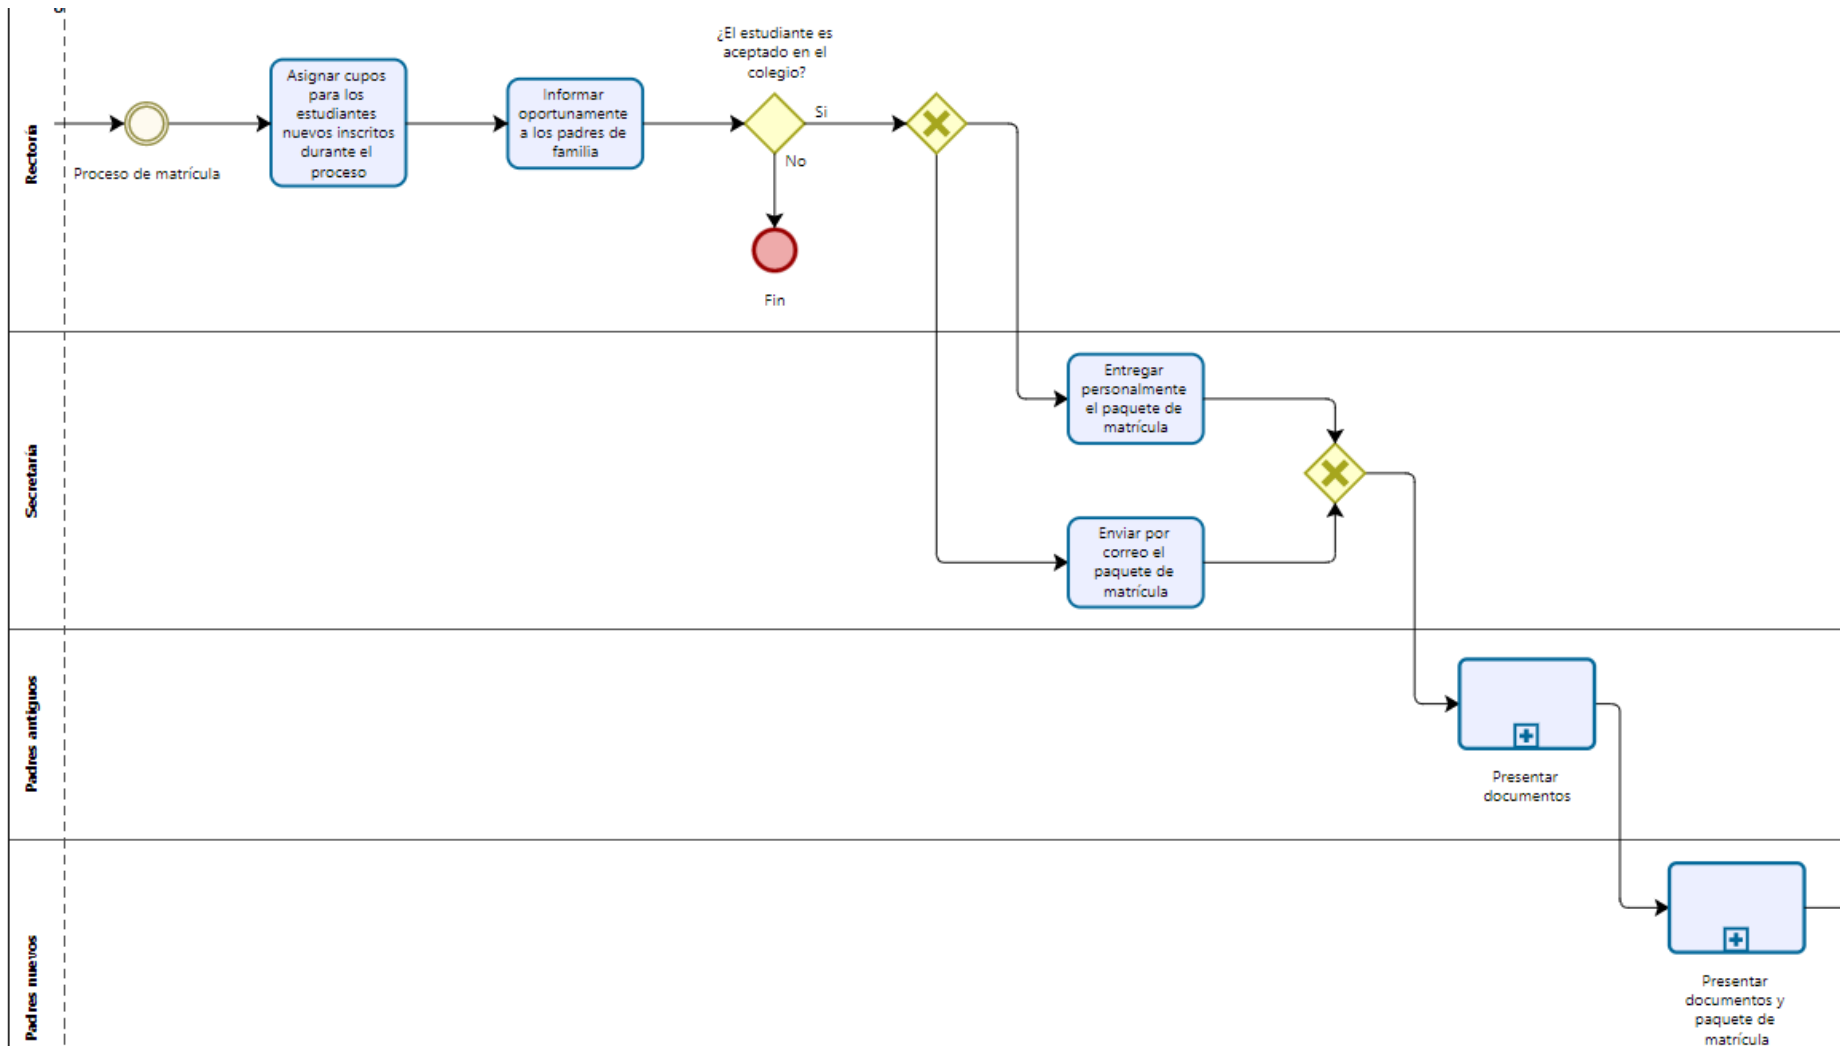 Rectoría
Proceso de matrícula
Asignar cupos
para los
estudiantes
nuevos inscritos
durante el
proceso
Informar
oportunamente
a los padres de
familia
¿El estudiante es
aceptado en el
colegio?
Si
No
Fin
Secretaría
Entregar
personalmente
el paquete de
matrícula
Enviar por
correo el
paquete de
matrícula
Padres antiguos
Presentar
documentos
Padres nuevos
Presentar
documentos y
paquete de
matrícula